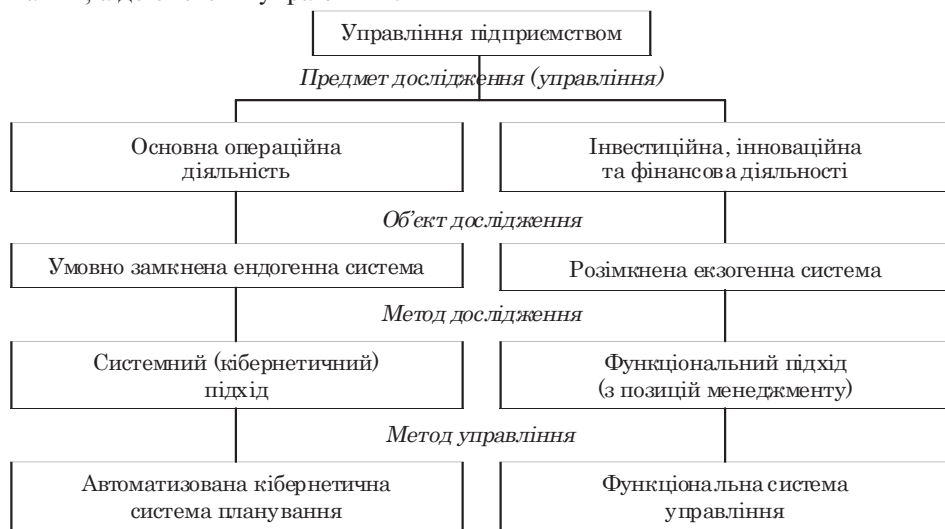 Управління підприємством
Предмет дослідження (управління)
Основна операційна
діяльність
Інвестиційна, інноваційна
та фінансова діяльності
Об'єкт дослідження
Умовно замкнена ендогенна система
Розімкнена екзогенна система
Метод дослідження
Системний (кібернетичний)
підхід
Функціональний підхід
(з позицій менеджменту)
Метод управління
Автоматизована кібернетична
система планування
Функціональна система
управління